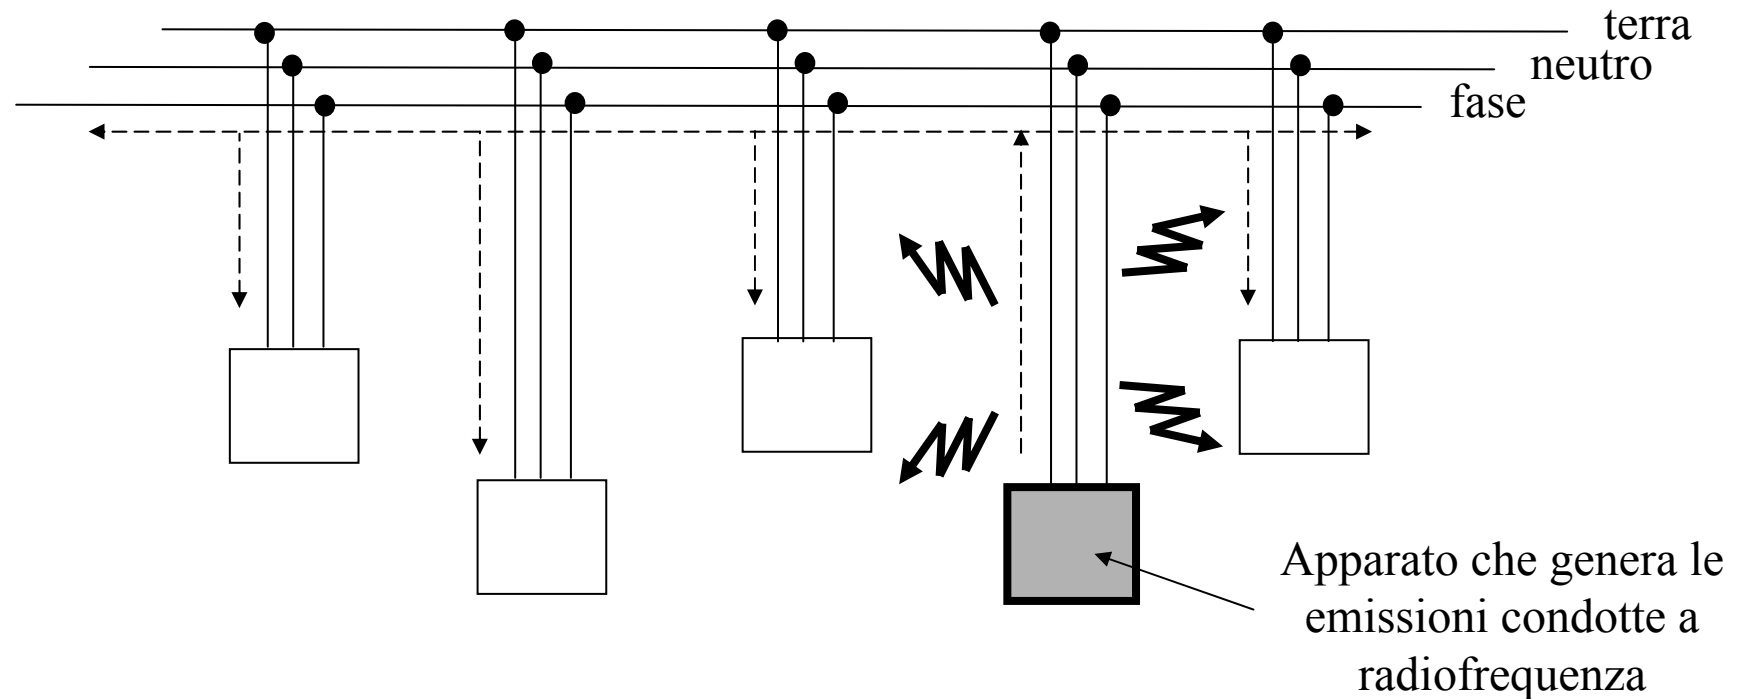 terra
neutro
fase
Apparato che genera le
emissioni condotte a
radiofrequenza